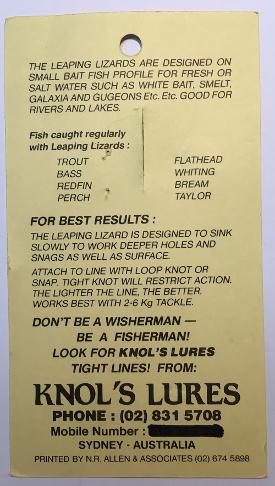 THE LEAPING LIZARDS ARE DESIGNED ON
SMALL BAIT FISH PROFILE FOR FRESH OR
SALT WATER SUCH AS WHITE BAIT, SMELT,
GALAXIA AND GUGEONS Etc. Etc. GOOD FOR
RIVERS AND LAKES.
Fish caught regularly
with Leaping Lizards :
TROUT FLATHEAD
BASS WHITING
REDFIN BREAM
PERCH TAYLOR
FOR BEST RESULTS :
THE LEAPING LIZARD IS DESIGNED TO SINK
SLOWLY TO WORK DEEPER HOLES AND
SNAGS AS WELL AS SURFACE.
ATTACH TO LINE WITH LOOP KNOT OR
SNAP. TIGHT KNOT WILL RESTRICT ACTION.
THE LIGHTER THE LINE, THE BETTER.
WORKS BEST WITH 2-6 Kg TACKLE.
DON'T BE A WISHERMAN —
BE A FISHERMAN!
LOOK FOR KNOL'S LURES
TIGHT LINES! FROM:
KNOL'S LURES
PHONE : (02) 831 5708
Mobile Number :
SYDNEY - AUSTRALIA
PRINTED BY N.R. ALLEN & ASSOCIATES (02) 674 5898